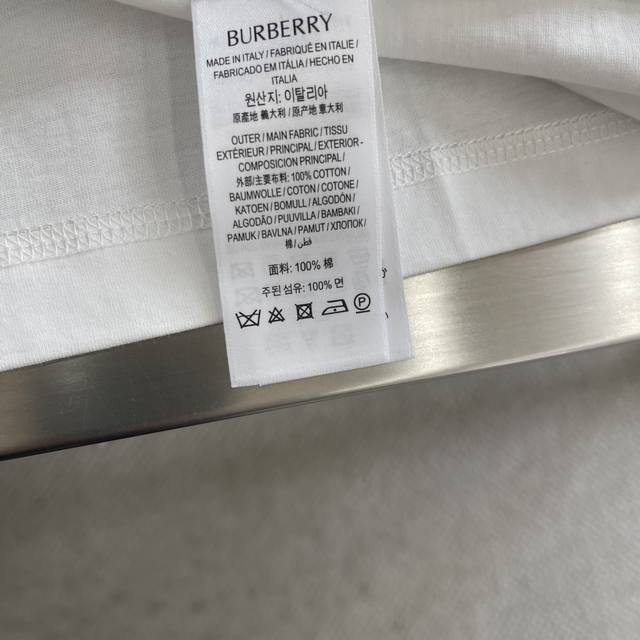 BURBERRY
MADE IN ITALY / FABRIQUÉ EN ITALIE /
FABRICADO EM ITÁLIA / HECHO EN
ITALIA
원산지: 이탈리아
原產地 義大利 / 原产地 意大利
OUTER / MAIN FABRIC / TISSU
EXTÉRIEUR / PRINCIPAL / EXTERIOR -
COMPOSICIÓN PRINCIPAL /
外部/主要布料: 100% COTTON /
BAUMWOLLE / COTON / COTONE /
KATOEN / BOMULL / ALGODÓN /
ALGODÃO / PUUVILLA / BAMBAKI /
PAMUK / BAVLNA / PAMUT / ХЛОПОК /
棉 / قطن
面料: 100% 棉
주된섬유: 100% 면